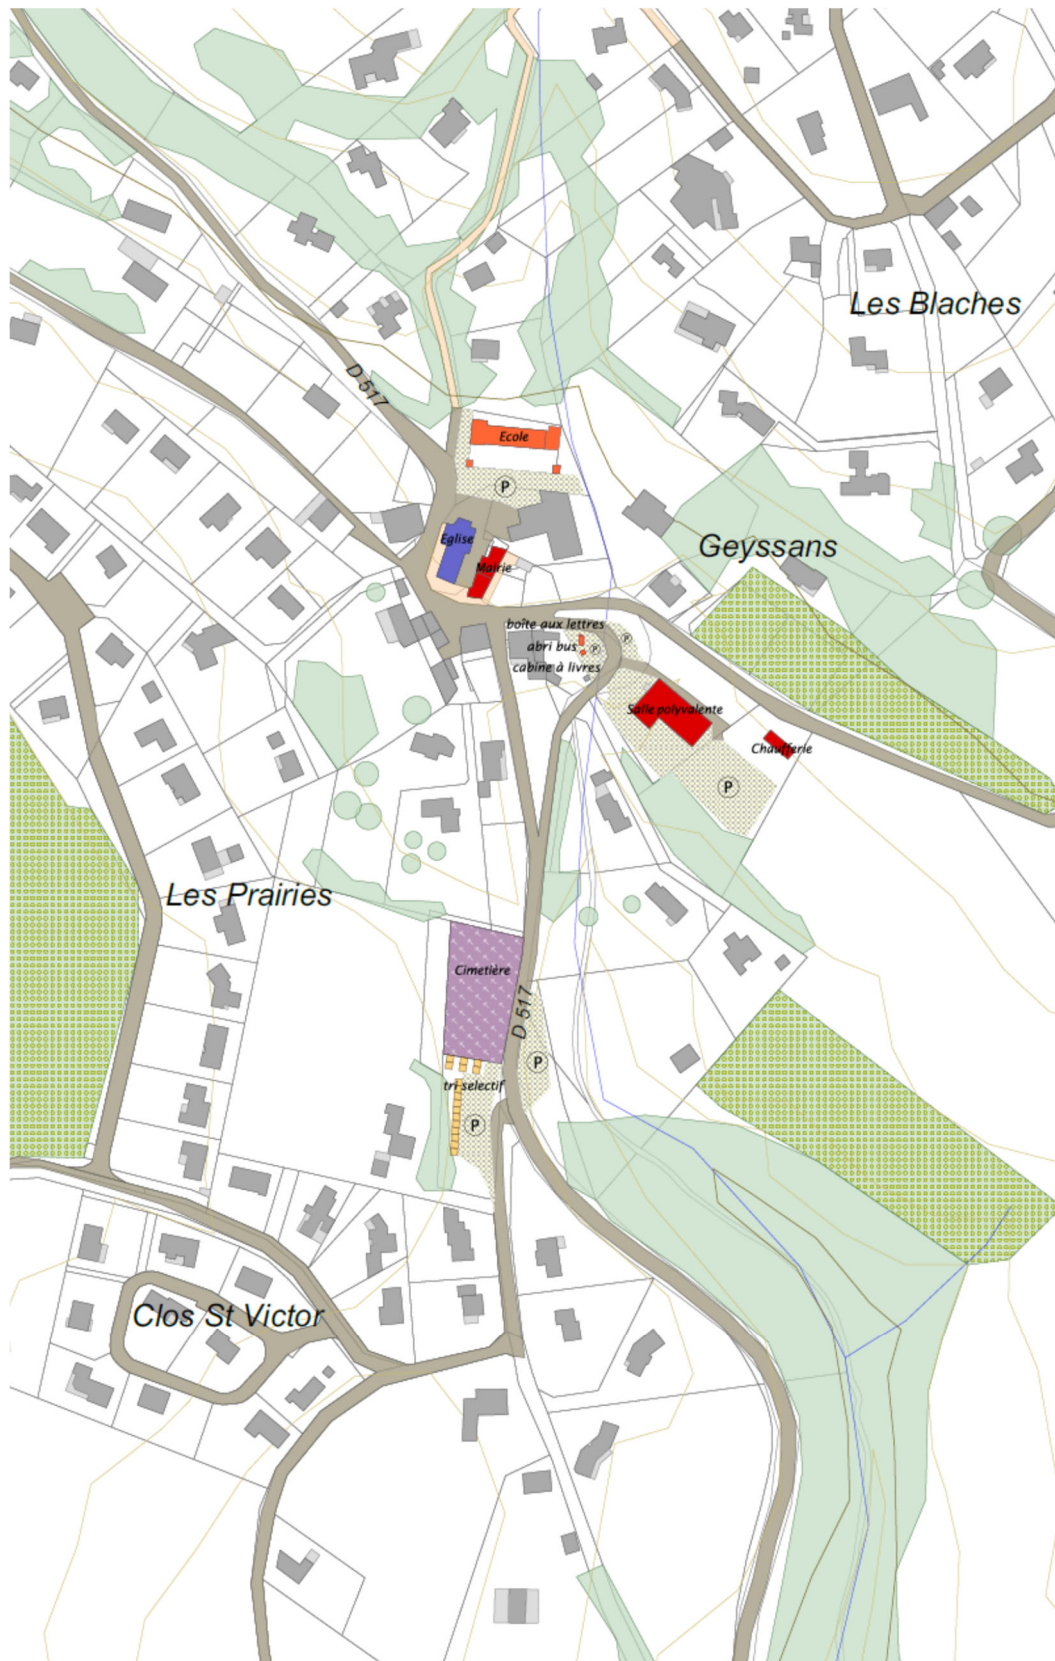 Les Blaches
D 517
Ecole
P
Eglise
Geyssans
Mairie
boîte aux lettres
P
abri bus
P
cabine à livres
Salle polyvalente
Chaufferie
P
Les Prairies
Cimetière
D 517
P
tri selectif
P
Clos St Victor